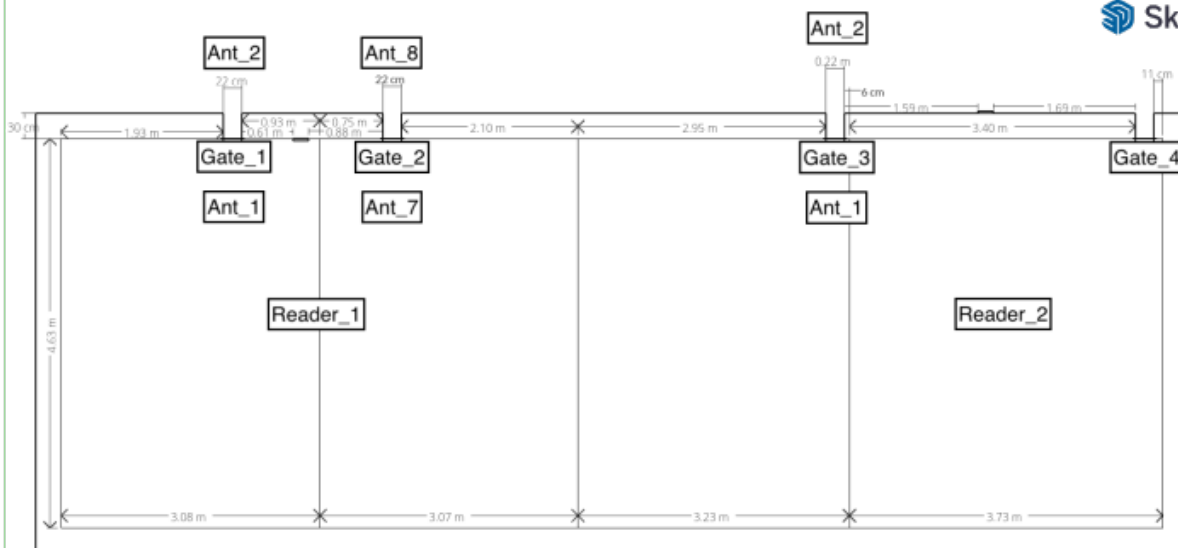 Sk
Ant_2
Ant_2
Ant_8
0.22 m
22 cm
22 cm
11 cm
6 cm
1.59 m
1.69 m
30 cm
0.93 m
0.75 m
1.93 m
0.61 m
0.88 m
2.10 m
2.95 m
3.40 m
Gate_1
Gate_2
Gate_3
Gate_4
Ant_1
Ant_7
Ant_1
Reader_1
Reader_2
4.63 m
3.08 m
3.07 m
3.23 m
3.73 m